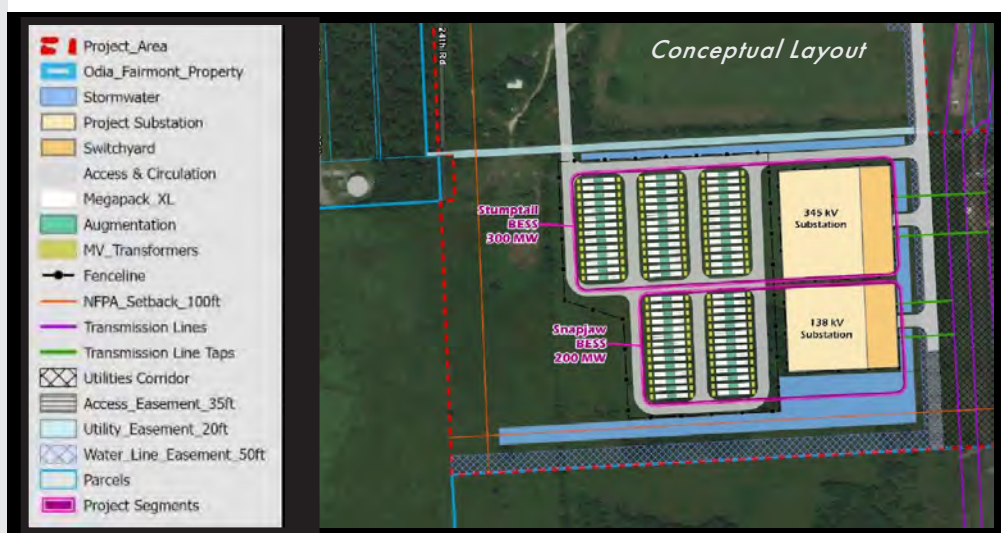 Project_Area
Odia_Fairmont_Property
Stormwater
Project Substation
Switchyard
Access & Circulation
Megapack_XL
Augmentation
MV_Transformers
Fenceline
NFPA_Setback_100ft
Transmission Lines
Transmission Line Taps
Utilities Corridor
Access_Easement_35ft
Utility_Easement_20ft
Water_Line_Easement_50ft
Parcels
Project Segments
Conceptual Layout
24th Rd
Stumptail
BESS
300 MW
345 kV
Substation
Snapjaw
BESS
200 MW
138 kV
Substation